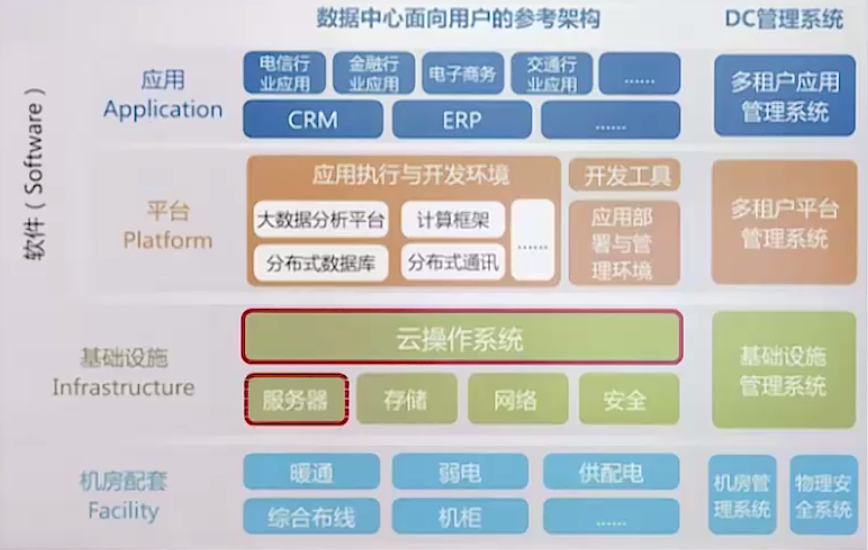 数据中心面向用户的参考架构
DC管理系统
软件（Software）
应用
Application
电信行
业应用
金融行
业应用
电子商务
交通行
业应用
......
CRM
ERP
......
多租户应用
管理系统
平台
Platform
应用执行与开发环境
大数据分析平台
计算框架
......
分布式数据库
分布式通讯
开发工具
应用部
署与管
理环境
多租户平台
管理系统
基础设施
Infrastructure
云操作系统
服务器
存储
网络
安全
基础设施
管理系统
机房配套
Facility
暖通
弱电
供配电
综合布线
机柜
......
机房管
理系统
物理安
全系统